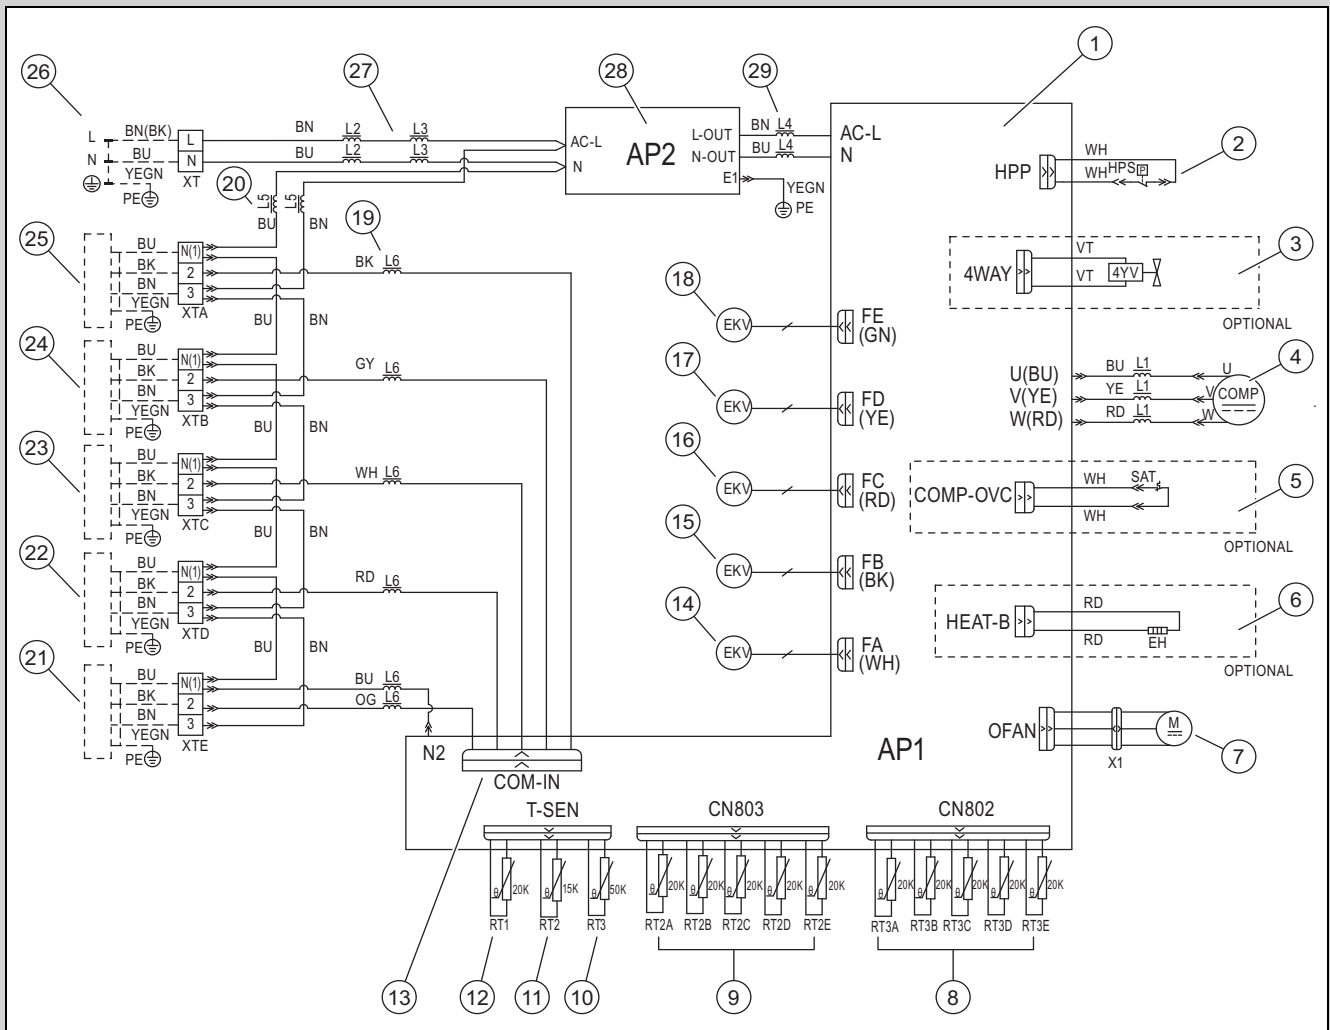 26 27 28 29 1
L BN(BK) L BN L2 L3 AC-L AP2 L-OUT BN L4 AC-L
N BU N BU L2 L3 N N-OUT BU L4 N
YEGN XT
PE
E1 YEGN
PE
HPP WH 2
WH HPS P
20 L5 L5
BU BN
19
25 BU N(1)
BK 2 BK L6
BN 3
YEGN XTA
PE BU BN
4WAY VT 3
VT 4YV
OPTIONAL
18 EKV FE
(GN)
24 BU N(1)
BK 2 GY L6
BN 3
YEGN XTB
PE BU BN
17 EKV FD
(YE)
U(BU) BU L1 U 4
V(YE) YE L1 V COMP
W(RD) RD L1 W
23 BU N(1)
BK 2 WH L6
BN 3
YEGN XTC
PE BU BN
16 EKV FC
(RD)
COMP-OVC WH SAT 5
WH
OPTIONAL
22 BU N(1)
BK 2 RD L6
BN 3
YEGN XTD
PE BU BN
15 EKV FB
(BK)
HEAT-B RD 6
RD EH
OPTIONAL
14 EKV FA
(WH)
21 BU N(1) BU L6
BK 2 OG L6
BN 3
YEGN XTE
PE
N2
COM-IN
AP1
OFAN X1 M 7
T-SEN CN803 CN802
θ 20K θ 15K θ 50K θ 20K θ 20K θ 20K θ 20K θ 20K θ 20K θ 20K θ 20K θ 20K θ 20K
RT1 RT2 RT3 RT2A RT2B RT2C RT2D RT2E RT3A RT3B RT3C RT3D RT3E
13 12 11 10 9 8